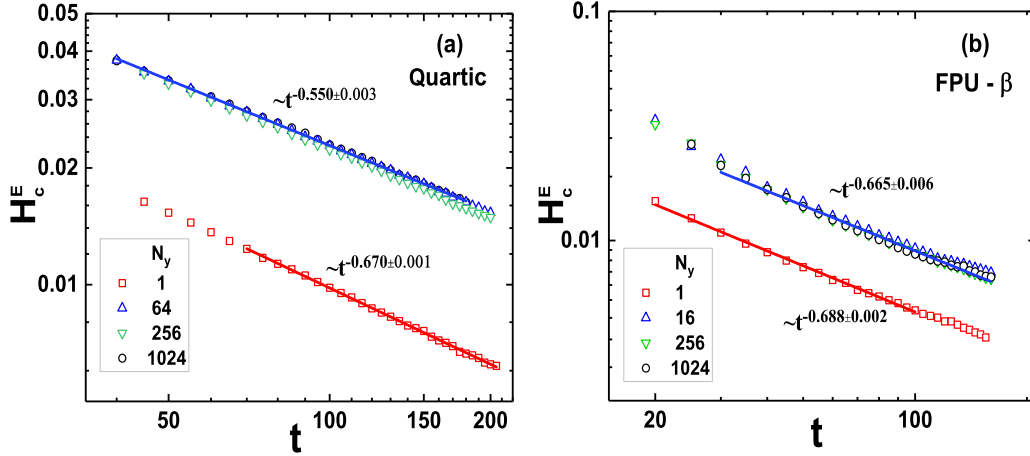 (a)
Quartic
~t^-0.550±0.003
~t^-0.670±0.001
H_c^E
0.04
0.03
0.02
0.01
N_y
1
64
256
1024
50
100
150
200
t
(b)
FPU - β
~t^-0.665±0.006
~t^-0.688±0.002
H_c^E
0.1
0.01
N_y
1
16
256
1024
20
100
t